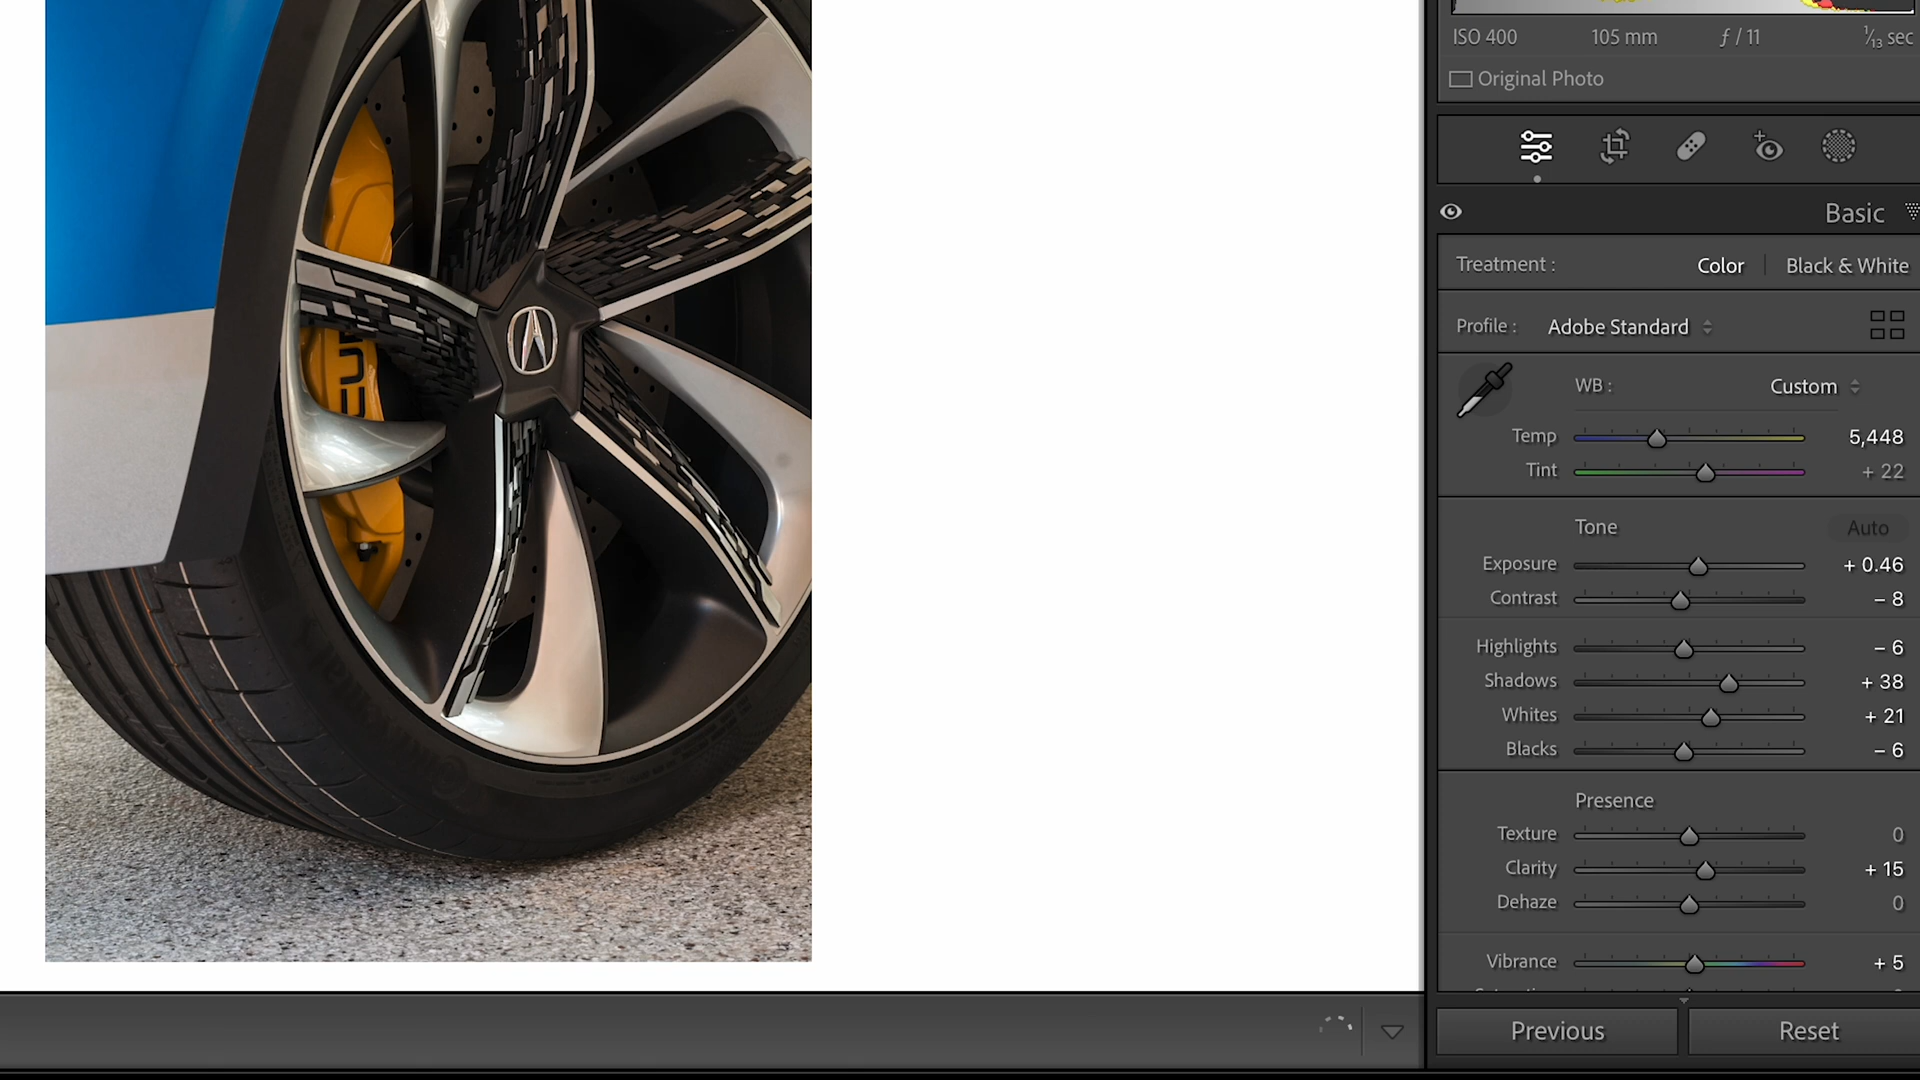 ISO 400 105 mm f / 11 1/13 sec
Original Photo
Basic
Treatment : Color Black & White
Profile : Adobe Standard
WB : Custom
Temp 5,448
Tint + 22
Tone Auto
Exposure + 0.46
Contrast – 8
Highlights – 6
Shadows + 38
Whites + 21
Blacks – 6
Presence
Texture 0
Clarity + 15
Dehaze 0
Vibrance + 5
Previous Reset